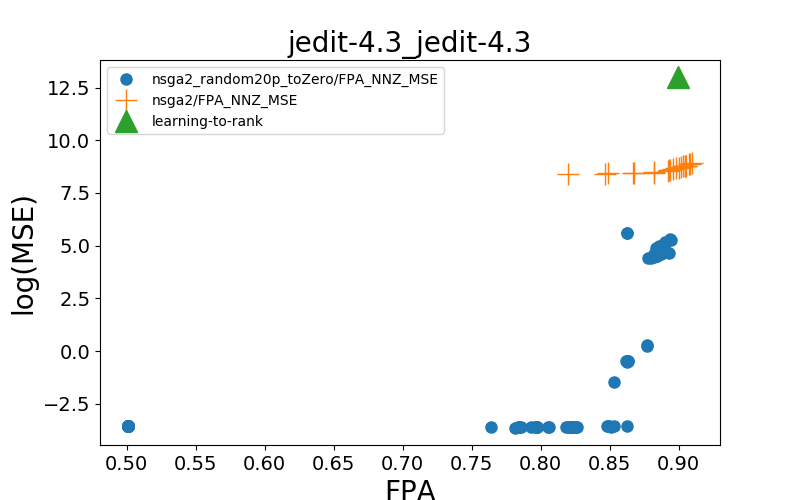 jedit-4.3_jedit-4.3
nsga2_random20p_toZero/FPA_NNZ_MSE
nsga2/FPA_NNZ_MSE
learning-to-rank
log(MSE)
12.5
10.0
7.5
5.0
2.5
0.0
−2.5
0.50 0.55 0.60 0.65 0.70 0.75 0.80 0.85 0.90
FPA